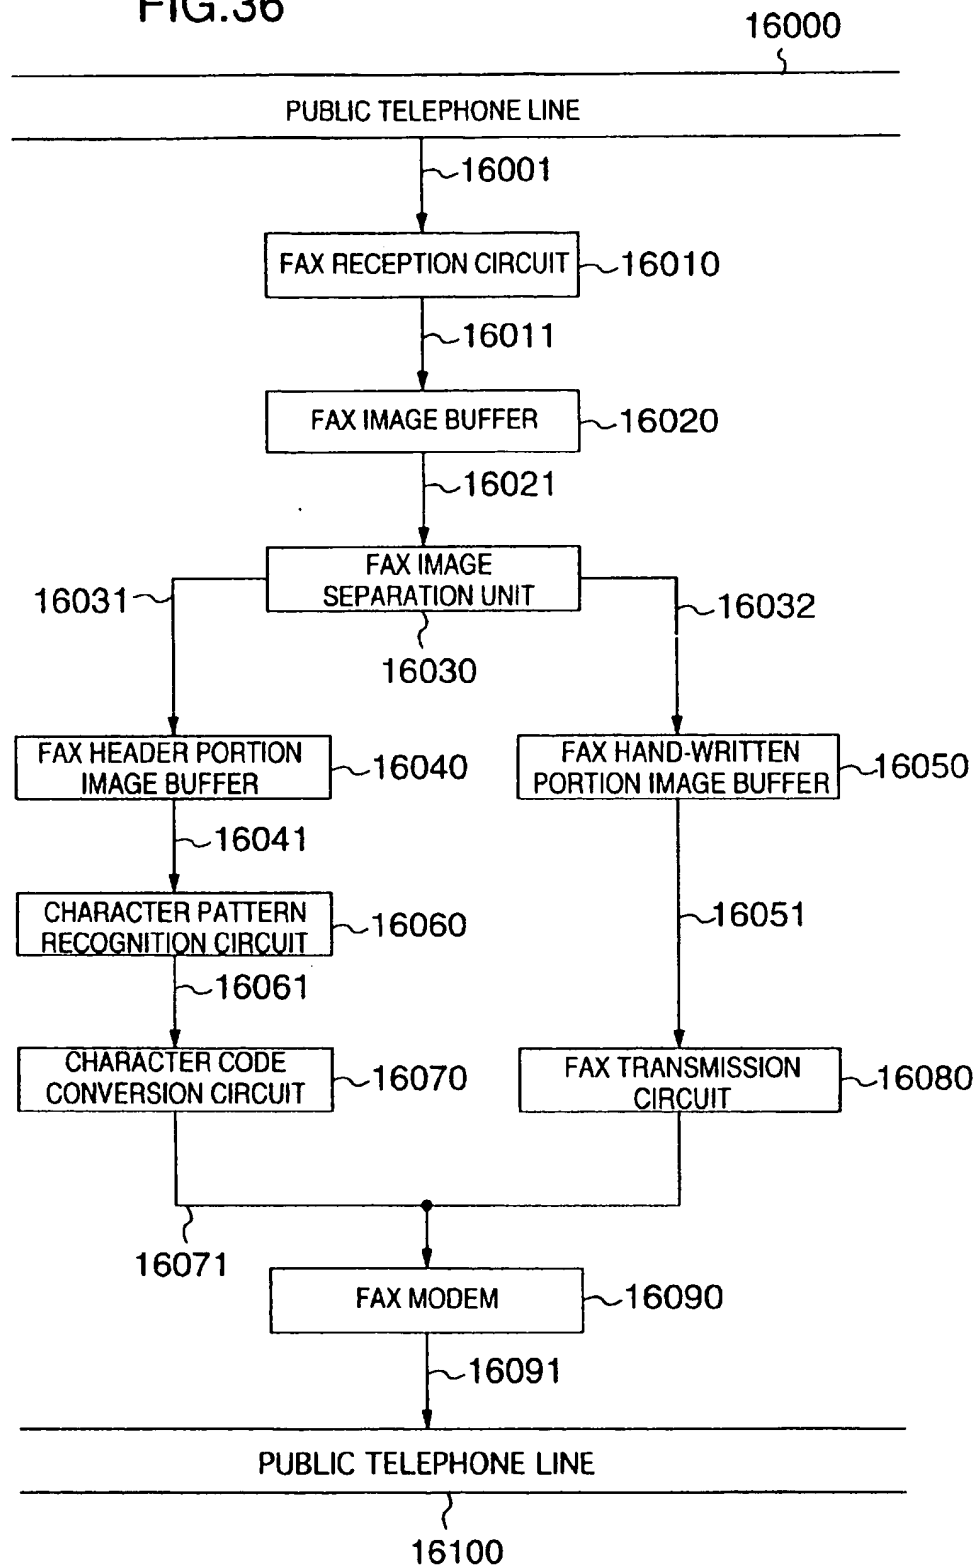 FIG.36
16000
PUBLIC TELEPHONE LINE
16001
FAX RECEPTION CIRCUIT
16010
16011
FAX IMAGE BUFFER
16020
16021
FAX IMAGE
SEPARATION UNIT
16031
16032
16030
FAX HEADER PORTION
IMAGE BUFFER
16040
FAX HAND-WRITTEN
PORTION IMAGE BUFFER
16050
16041
CHARACTER PATTERN
RECOGNITION CIRCUIT
16060
16051
16061
CHARACTER CODE
CONVERSION CIRCUIT
16070
FAX TRANSMISSION
CIRCUIT
16080
16071
FAX MODEM
16090
16091
PUBLIC TELEPHONE LINE
16100